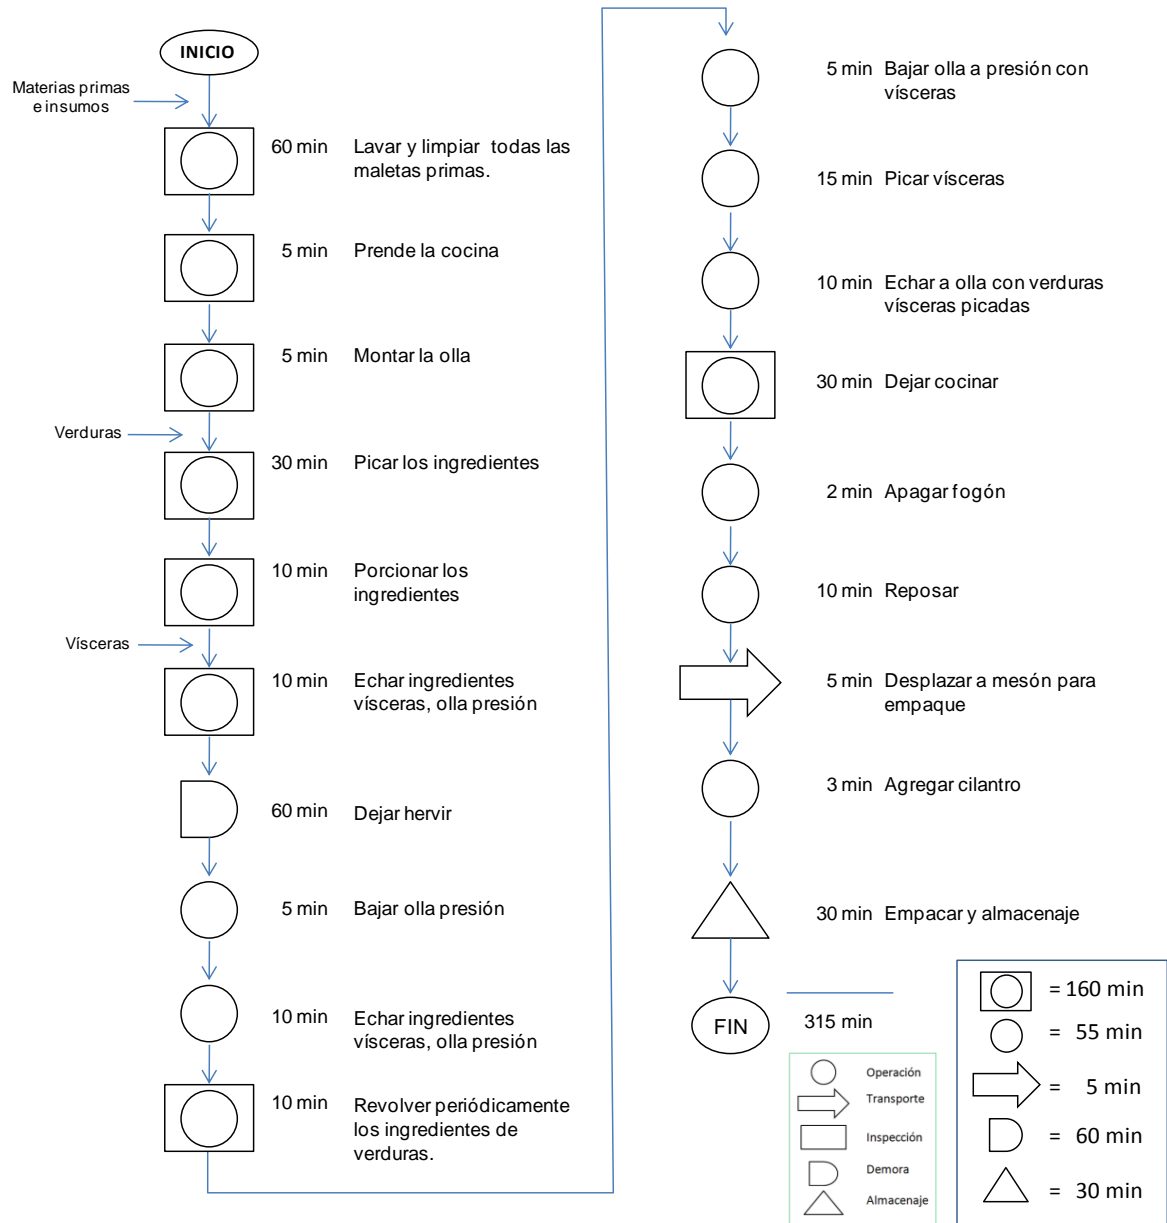 INICIO
Materias primas
e insumos
60 min Lavar y limpiar todas las
maletas primas.
5 min Prende la cocina
5 min Montar la olla
Verduras
30 min Picar los ingredientes
10 min Porcionar los
ingredientes
Vísceras
10 min Echar ingredientes
vísceras, olla presión
60 min Dejar hervir
5 min Bajar olla presión
10 min Echar ingredientes
vísceras, olla presión
10 min Revolver periódicamente
los ingredientes de
verduras.
5 min Bajar olla a presión con
vísceras
15 min Picar vísceras
10 min Echar a olla con verduras
vísceras picadas
30 min Dejar cocinar
2 min Apagar fogón
10 min Reposar
5 min Desplazar a mesón para
empaque
3 min Agregar cilantro
30 min Empacar y almacenaje
FIN
315 min
Operación
Transporte
Inspección
Demora
Almacenaje
= 160 min
= 55 min
= 5 min
= 60 min
= 30 min